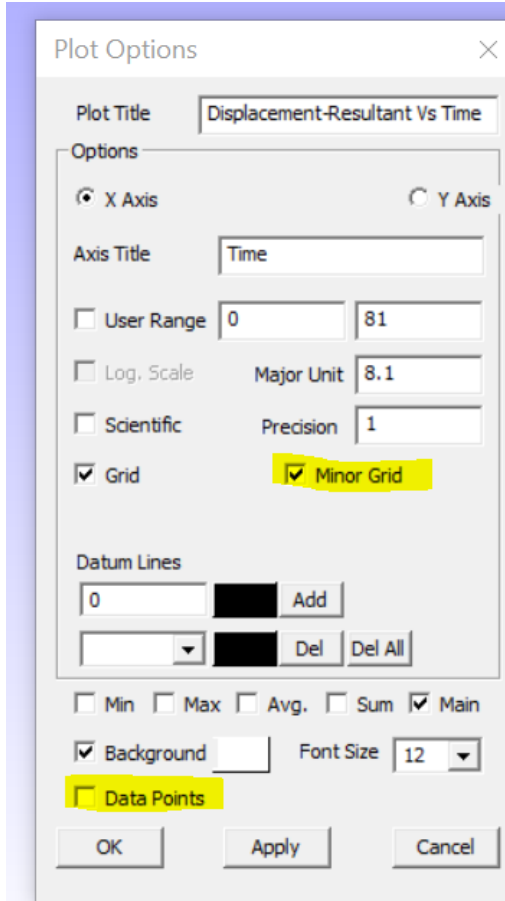 Plot Options
Plot Title Displacement-Resultant Vs Time
Options
X Axis Y Axis
Axis Title Time
User Range 0 81
Log. Scale Major Unit 8.1
Scientific Precision 1
Grid Minor Grid
Datum Lines
0 Add
Del Del All
Min Max Avg. Sum Main
Background Font Size 12
Data Points
OK Apply Cancel